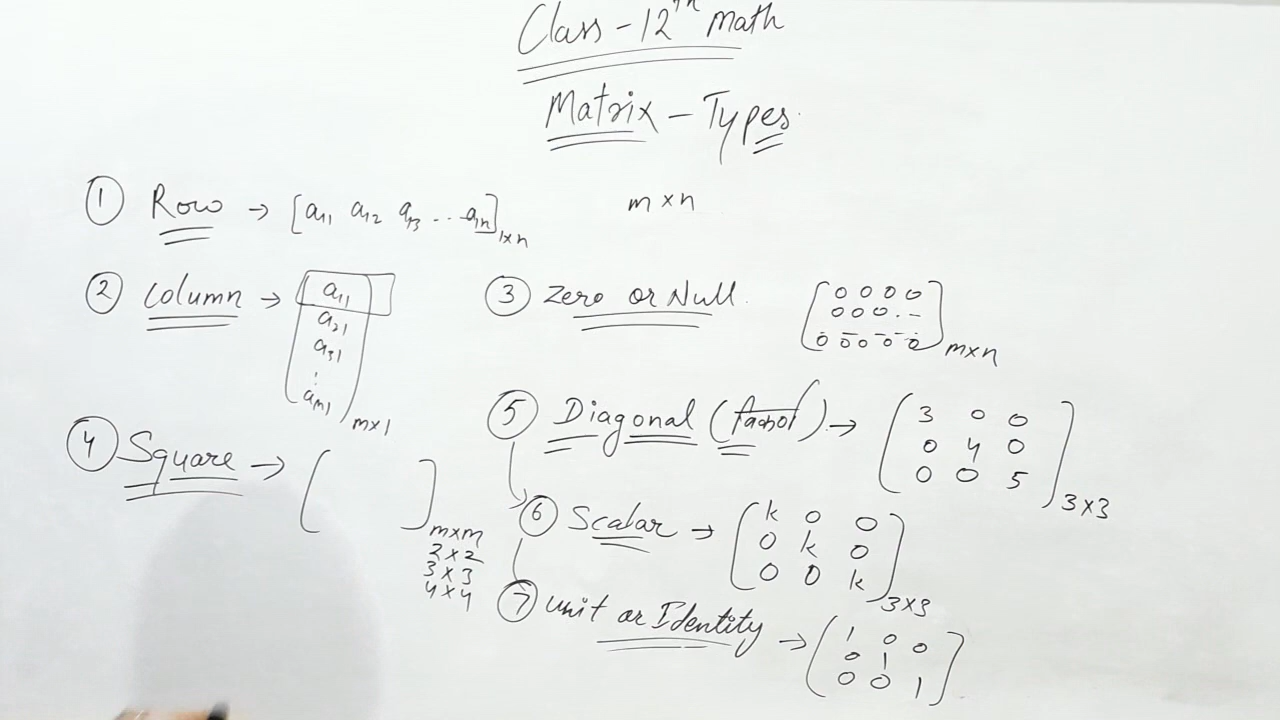 Class - 12th Math
Matrix - Types
① Row → [a11 a12 a13 ... a1n]1×n
m × n
② Column → [a11
a21
a31
⋮
am1]m×1
③ Zero or Null
[0 0 0 0
0 0 0 . -
0 0 0 0 0]m×n
④ Square → [ ]m×m
2×2
3×3
4×4
⑤ Diagonal ( ) → [3 0 0
0 4 0
0 0 5]3×3
⑥ Scalar → [k 0 0
0 k 0
0 0 k]3×3
⑦ Unit or Identity → [1 0 0
0 1
0 0 1]